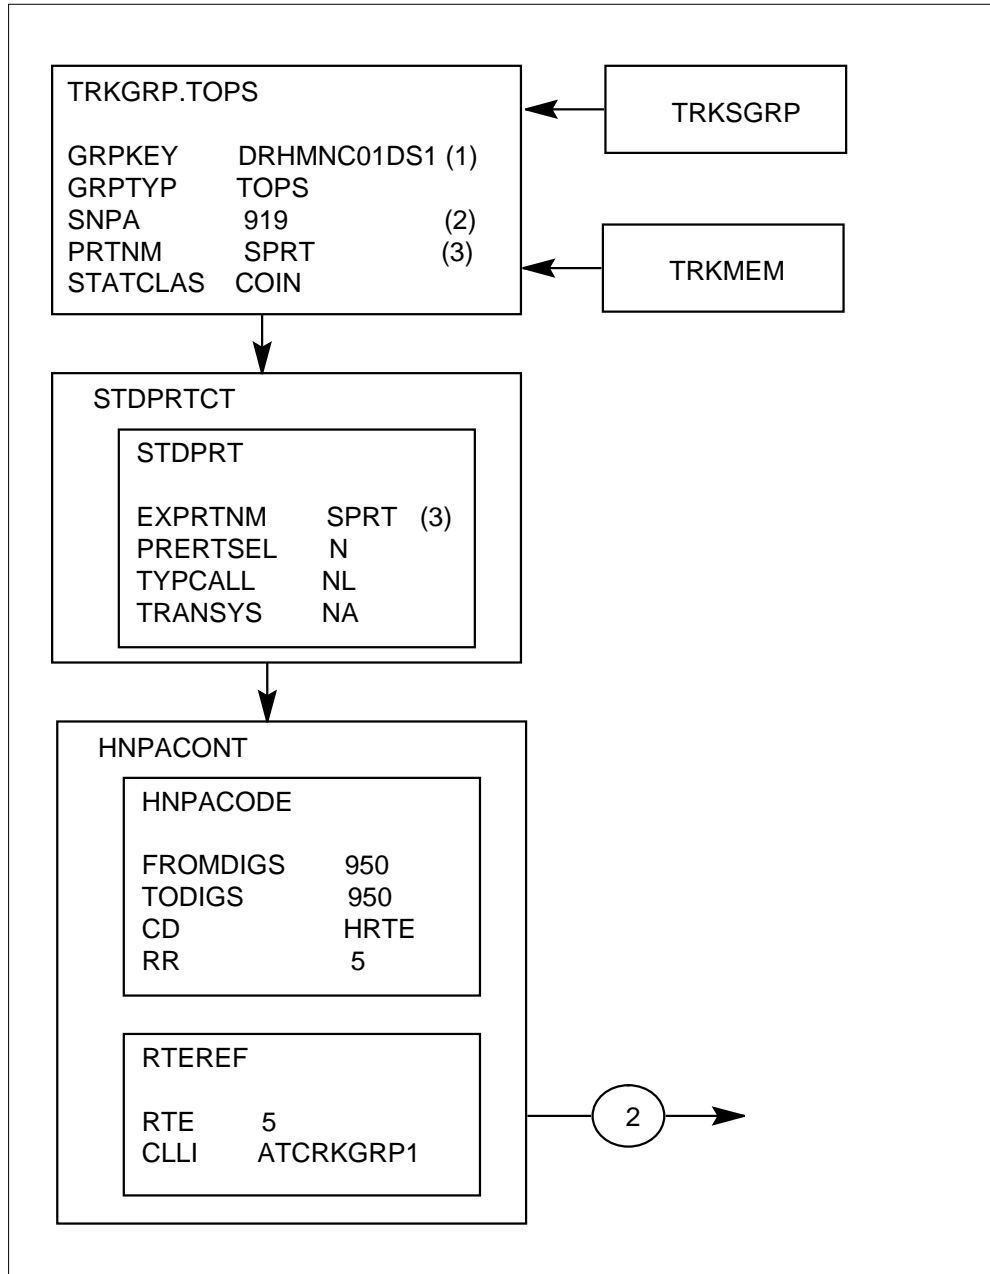 TRKGRP.TOPS
TRKSGRP
GRPKEY DRHMNC01DS1 (1)
GRPTYP TOPS
SNPA 919 (2)
PRTNM SPRT (3)
STATCLAS COIN
TRKMEM
STDPRTCT
STDPRT
EXPRTNM SPRT (3)
PRERTSEL N
TYPCALL NL
TRANSYS NA
HNPACONT
HNPACODE
FROMDIGS 950
TODIGS 950
CD HRTE
RR 5
RTEREF
RTE 5
CLLI ATCRKGRP1
2